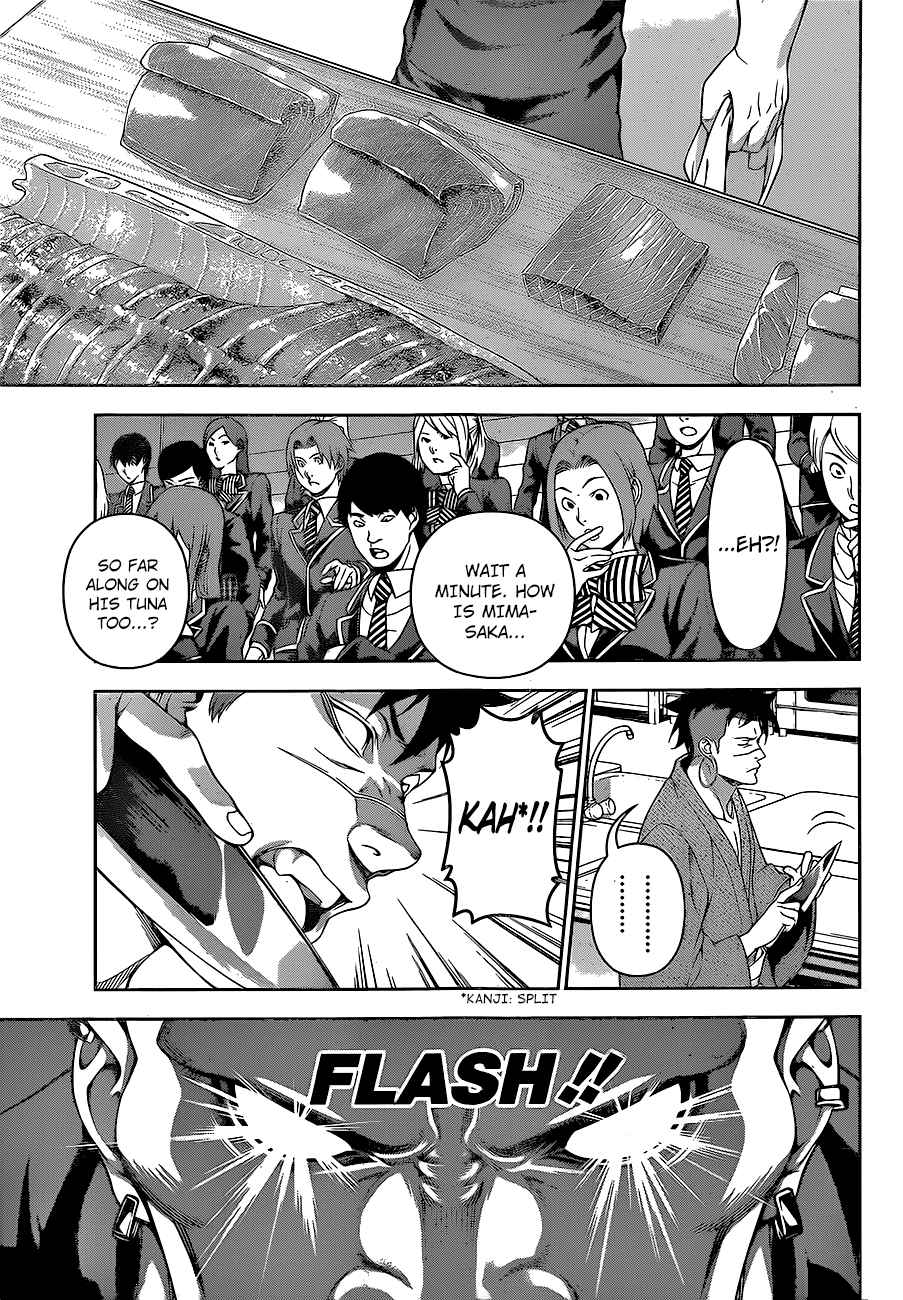 ...EH?!
WAIT A
MINUTE. HOW
IS MIMA-
SAKA...
SO FAR
ALONG ON
HIS TUNA
TOO...?
..........
KAH*!!
*KANJI: SPLIT
FLASH!!